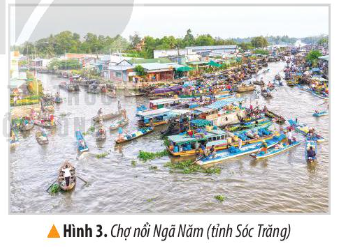 ▲ Hình 3. Chợ nổi Ngã Năm (tỉnh Sóc Trăng)